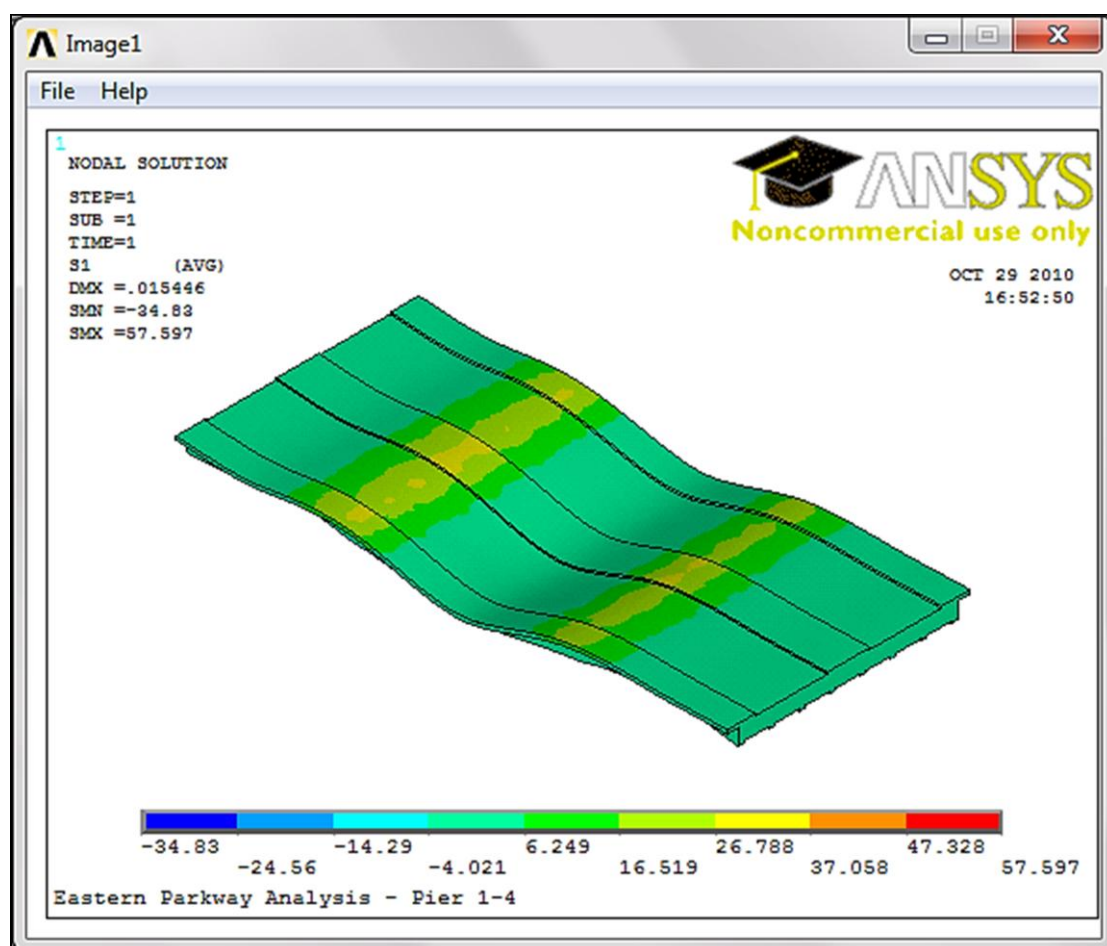 Image1
File Help
1
NODAL SOLUTION
STEP=1
SUB =1
TIME=1
S1 (AVG)
DMX =.015446
SMN =-34.83
SMX =57.597
ANSYS
Noncommercial use only
OCT 29 2010
16:52:50
-34.83 -14.29 6.249 26.788 47.328
-24.56 -4.021 16.519 37.058 57.597
Eastern Parkway Analysis - Pier 1-4